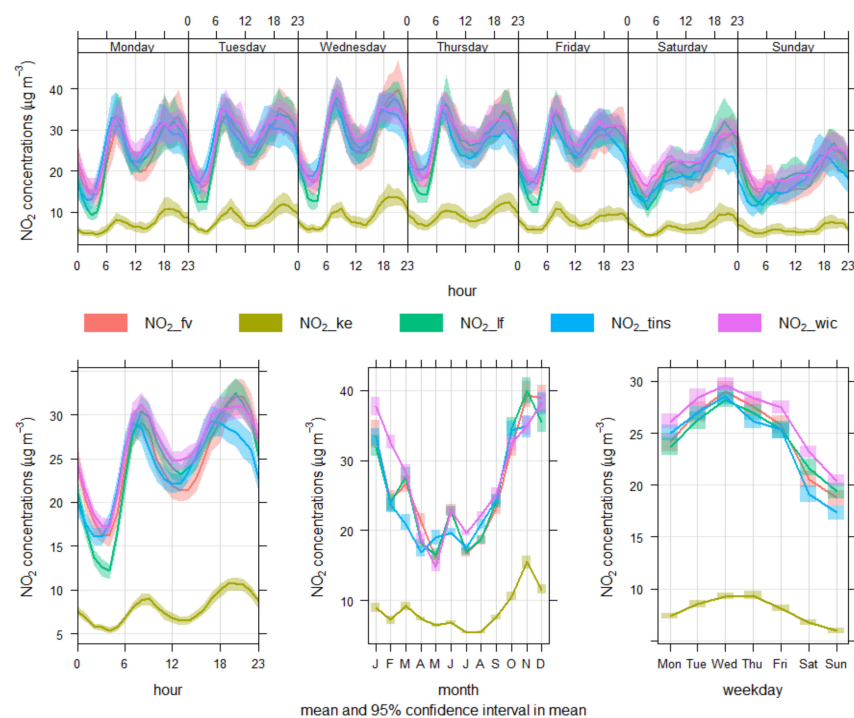 0 6 12 18 23 0 6 12 18 23 0 6 12 18 23
Monday Tuesday Wednesday Thursday Friday Saturday Sunday
NO₂ concentrations (µg m⁻³)
40
30
20
10
0 6 12 18 23 0 6 12 18 23 0 6 12 18 23 0 6 12 18 23
hour
NO₂_fv NO₂_ke NO₂_lf NO₂_tins NO₂_wic
NO₂ concentrations (µg m⁻³)
30
25
20
15
10
5
0 6 12 18 23
hour
NO₂ concentrations (µg m⁻³)
40
30
20
10
J F M A M J J A S O N D
month
NO₂ concentrations (µg m⁻³)
30
25
20
15
10
Mon Tue Wed Thu Fri Sat Sun
weekday
mean and 95% confidence interval in mean